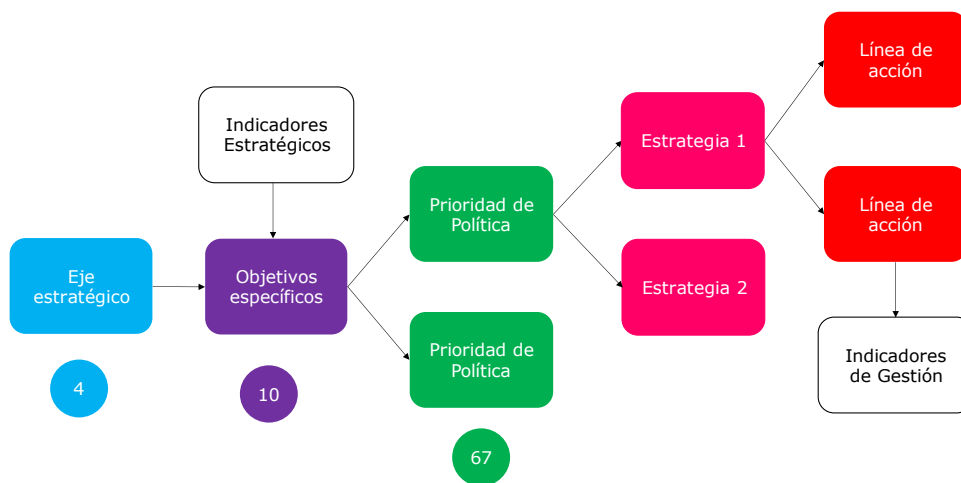 Eje
estratégico
4
Indicadores
Estratégicos
Objetivos
específicos
10
Prioridad de
Política
Prioridad de
Política
67
Estrategia 1
Estrategia 2
Línea de
acción
Línea de
acción
Indicadores
de Gestión